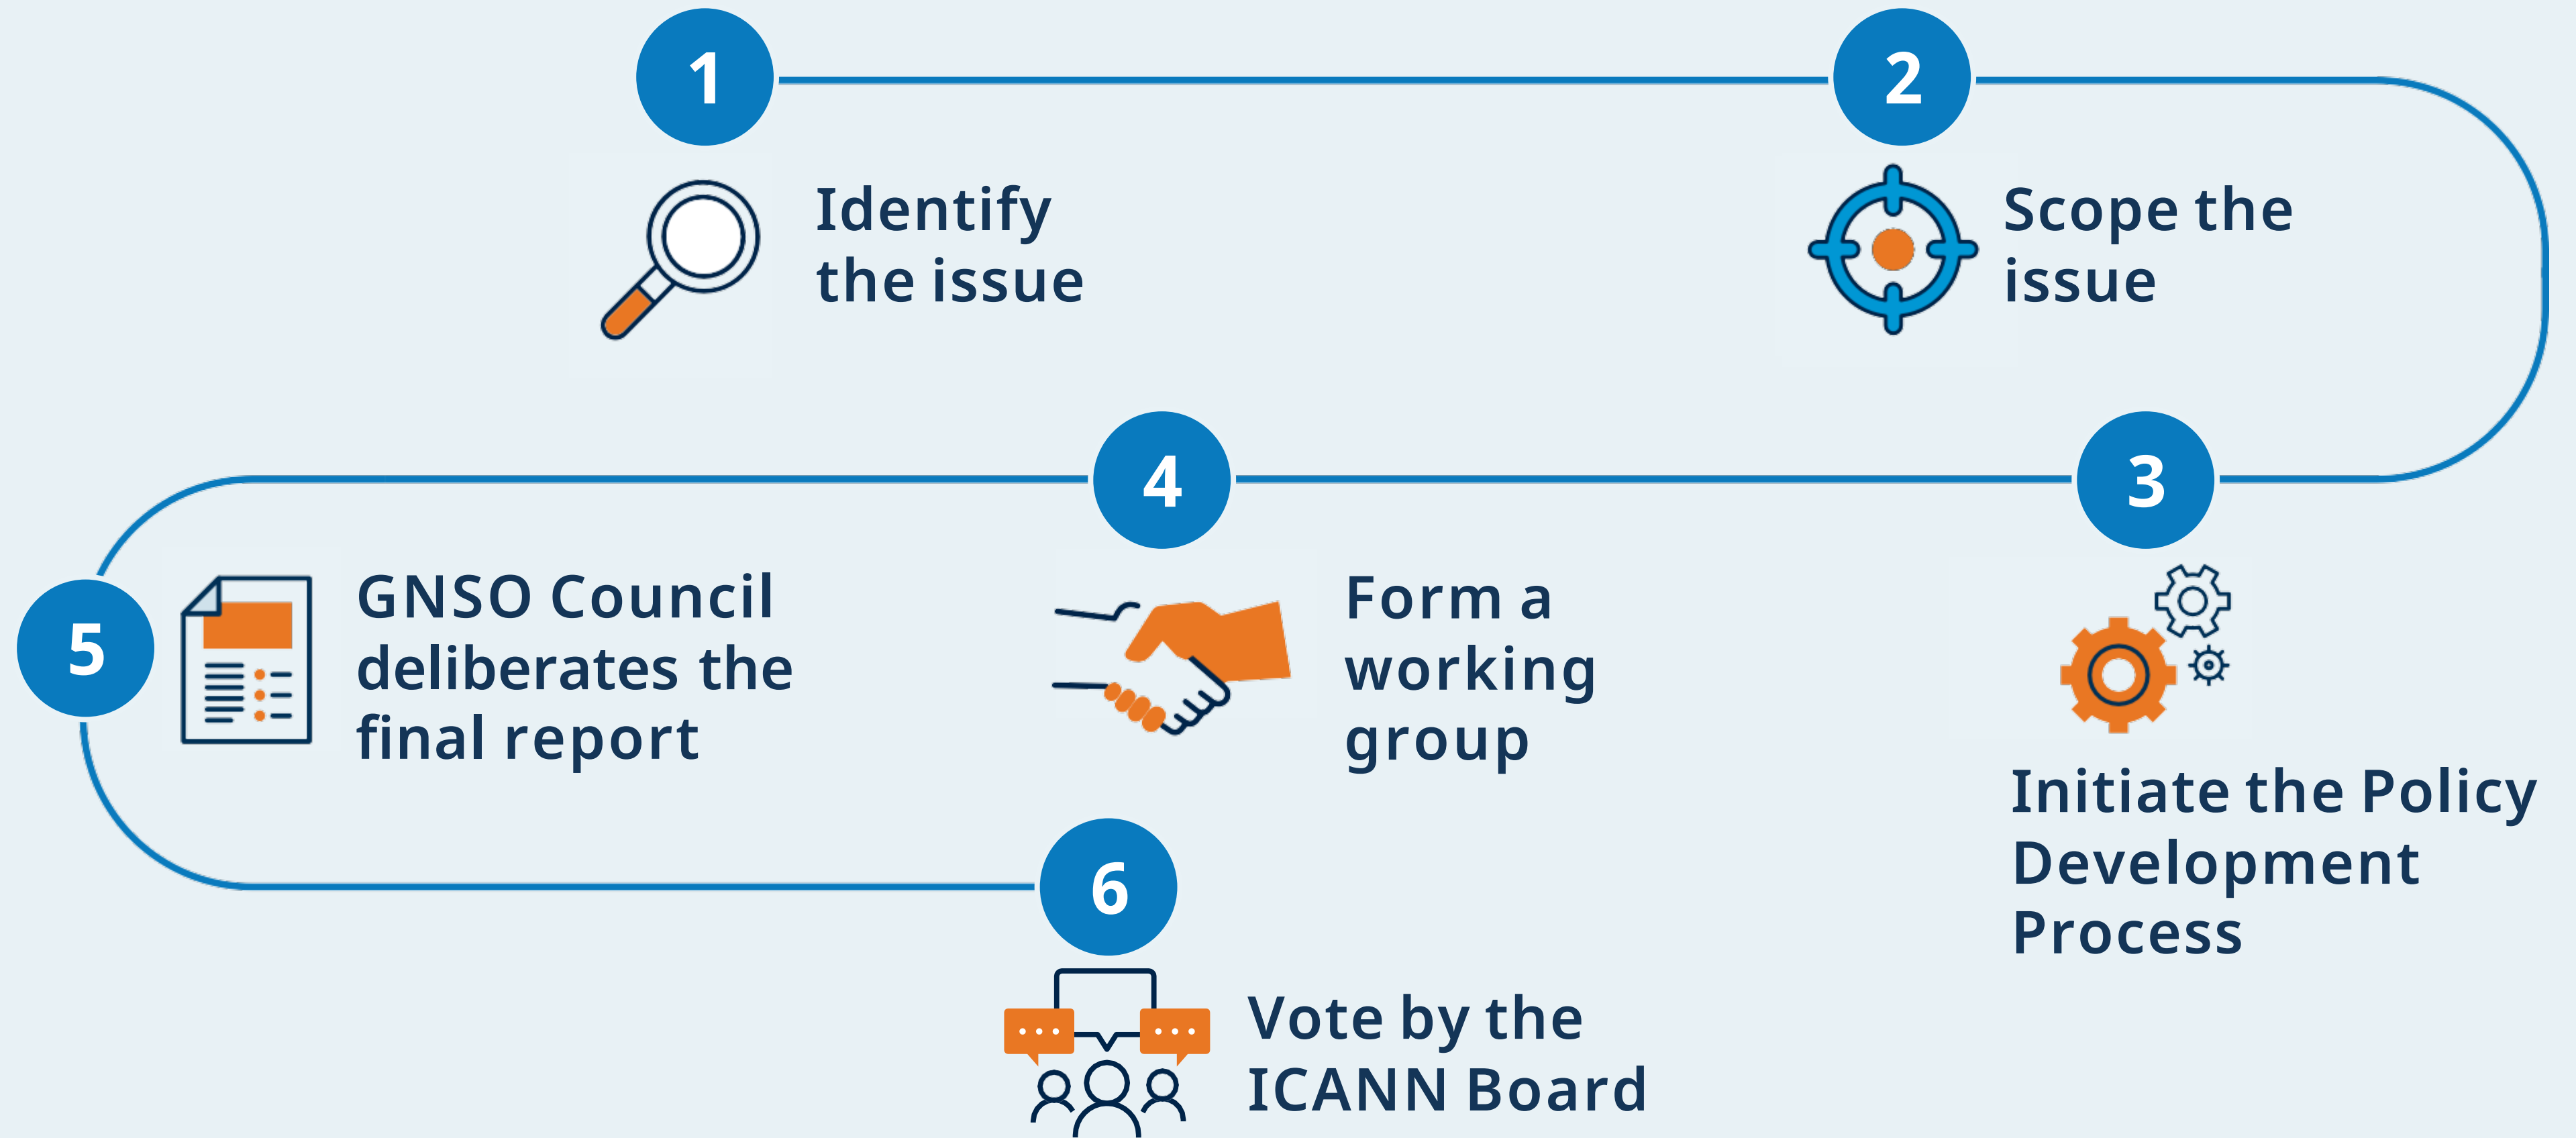 1
Identify
the issue
2
Scope the
issue
3
Initiate the Policy
Development
Process
4
Form a
working
group
5
GNSO Council
deliberates the
final report
6
Vote by the
ICANN Board